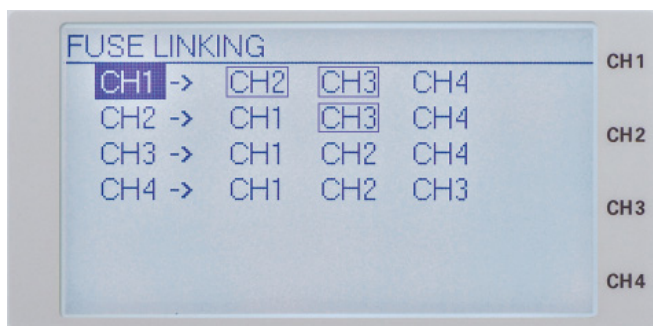 FUSE LINKING
CH1 -> CH2 CH3 CH4
CH2 -> CH1 CH3 CH4
CH3 -> CH1 CH2 CH4
CH4 -> CH1 CH2 CH3
CH1
CH2
CH3
CH4